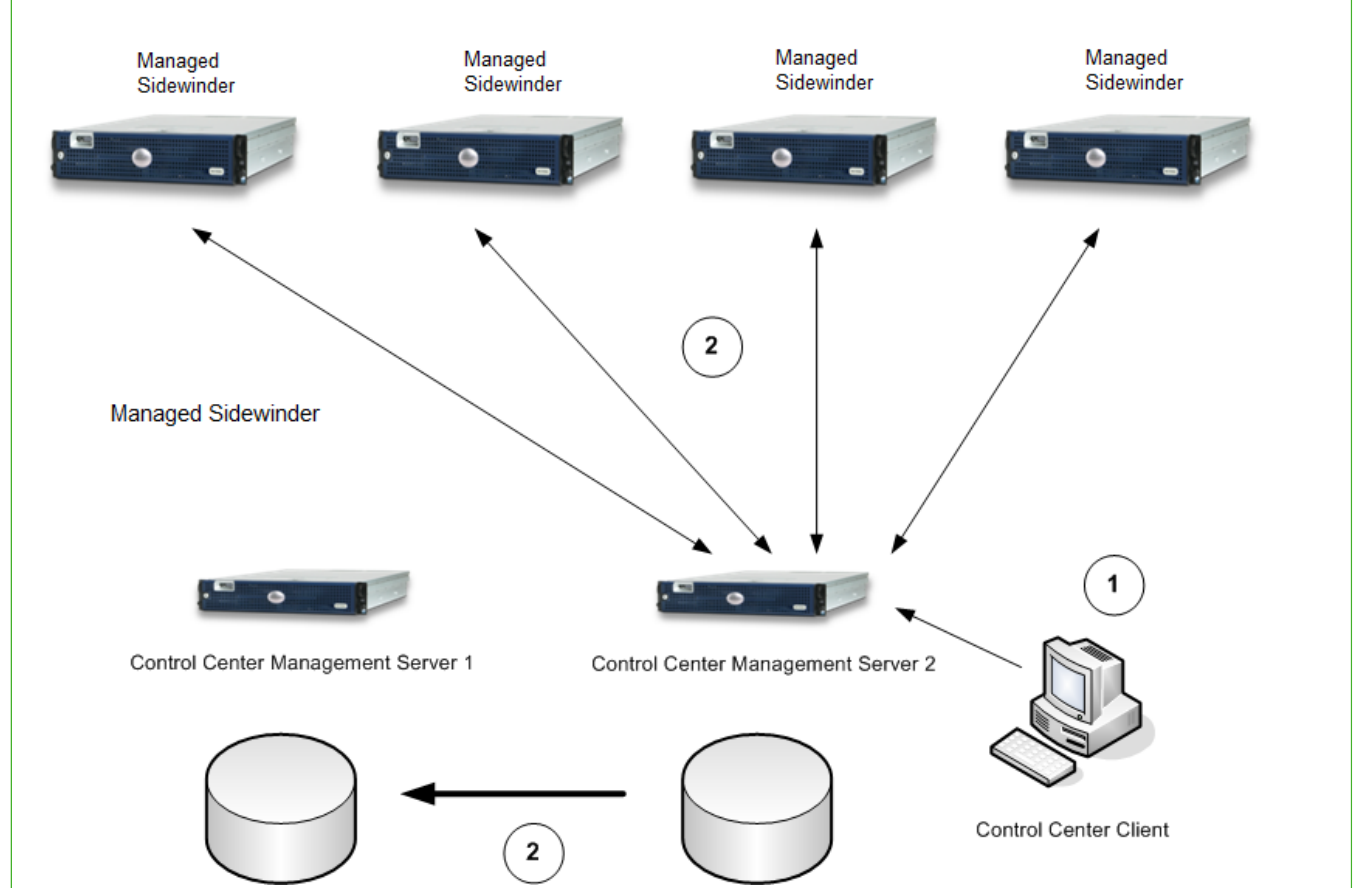 Managed
Sidewinder
Managed
Sidewinder
Managed
Sidewinder
Managed
Sidewinder
2
Managed Sidewinder
1
Control Center Management Server 1
Control Center Management Server 2
Control Center Client
2